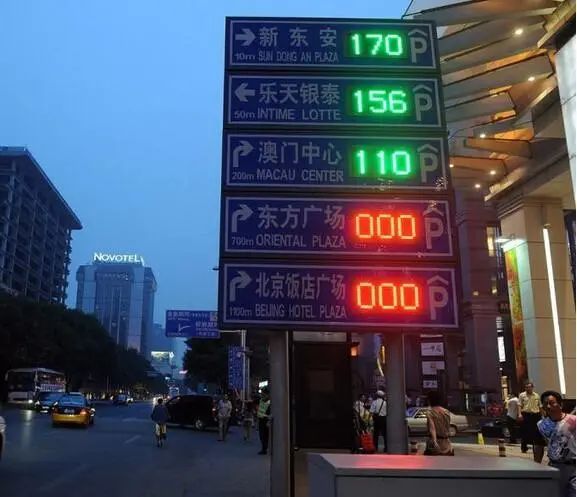 新东安 170 P
10m SUN DONG AN PLAZA
乐天银泰 156 P
50m INTIME LOTTE
澳门中心 110 P
200m MACAU CENTER
东方广场 000 P
700m ORIENTAL PLAZA
北京饭店广场 000 P
1100m BEIJING HOTEL PLAZA
NOVOTEL